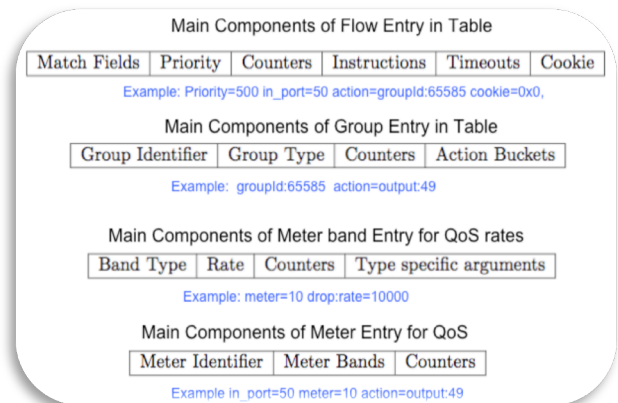 Main Components of Flow Entry in Table
Match Fields Priority Counters Instructions Timeouts Cookie
Example: Priority=500 in_port=50 action=groupId:65585 cookie=0x0,
Main Components of Group Entry in Table
Group Identifier Group Type Counters Action Buckets
Example: groupId:65585 action=output:49
Main Components of Meter band Entry for QoS rates
Band Type Rate Counters Type specific arguments
Example: meter=10 drop:rate=10000
Main Components of Meter Entry for QoS
Meter Identifier Meter Bands Counters
Example in_port=50 meter=10 action=output:49